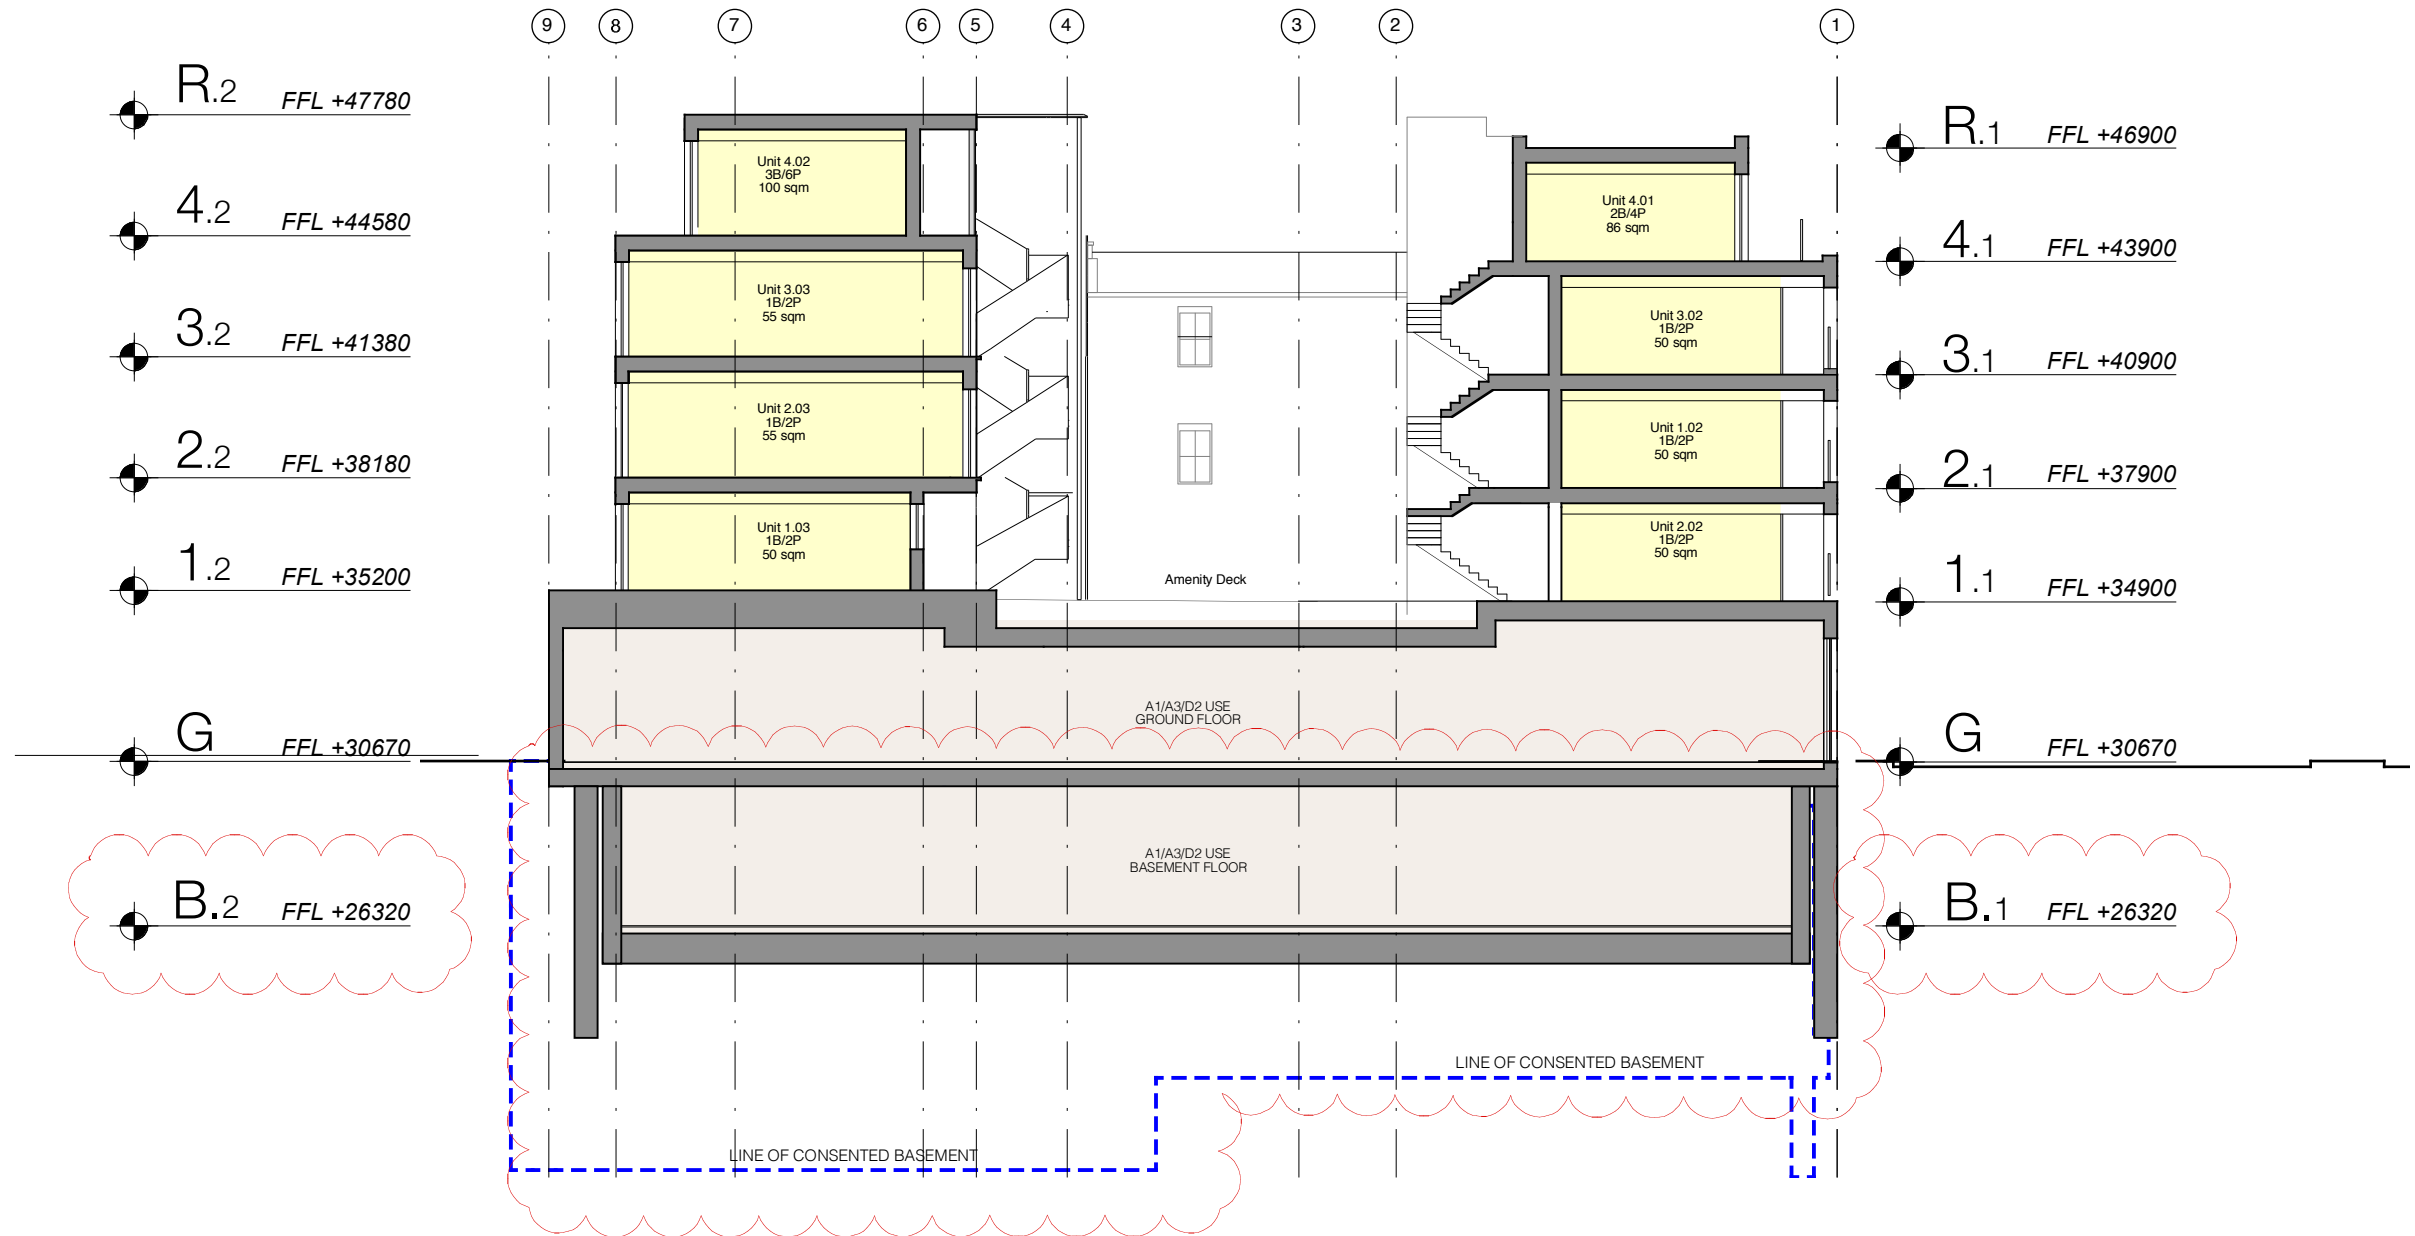 9 8 7 6 5 4 3 2 1
R.2 FFL +47780
4.2 FFL +44580
3.2 FFL +41380
2.2 FFL +38180
1.2 FFL +35200
G FFL +30670
B.2 FFL +26320
Unit 4.02
3B/6P
100 sqm
Unit 3.03
1B/2P
55 sqm
Unit 2.03
1B/2P
55 sqm
Unit 1.03
1B/2P
50 sqm
Amenity Deck
Unit 4.01
2B/4P
86 sqm
Unit 3.02
1B/2P
50 sqm
Unit 1.02
1B/2P
50 sqm
Unit 2.02
1B/2P
50 sqm
A1/A3/D2 USE
GROUND FLOOR
A1/A3/D2 USE
BASEMENT FLOOR
LINE OF CONSENTED BASEMENT
LINE OF CONSENTED BASEMENT
R.1 FFL +46900
4.1 FFL +43900
3.1 FFL +40900
2.1 FFL +37900
1.1 FFL +34900
G FFL +30670
B.1 FFL +26320